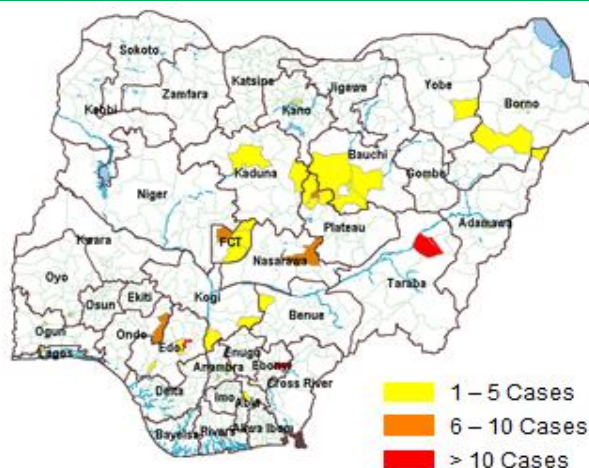 Sokoto
Katsina
Jigawa
Yobe
Borno
Zamfara
Kano
Kebbi
Bauchi
Gombe
Kaduna
Niger
Adamawa
Plateau
FCT
Kwara
Nasarawa
Taraba
Oyo
Kogi
Ekiti
Osun
Benue
Ogun
Ondo
Edo
Enugu
Lagos
Anambra
Ebonyi
Cross River
Delta
Imo
Abia
Bayelsa
Rivers
Akwa Ibom
1 – 5 Cases
6 – 10 Cases
> 10 Cases